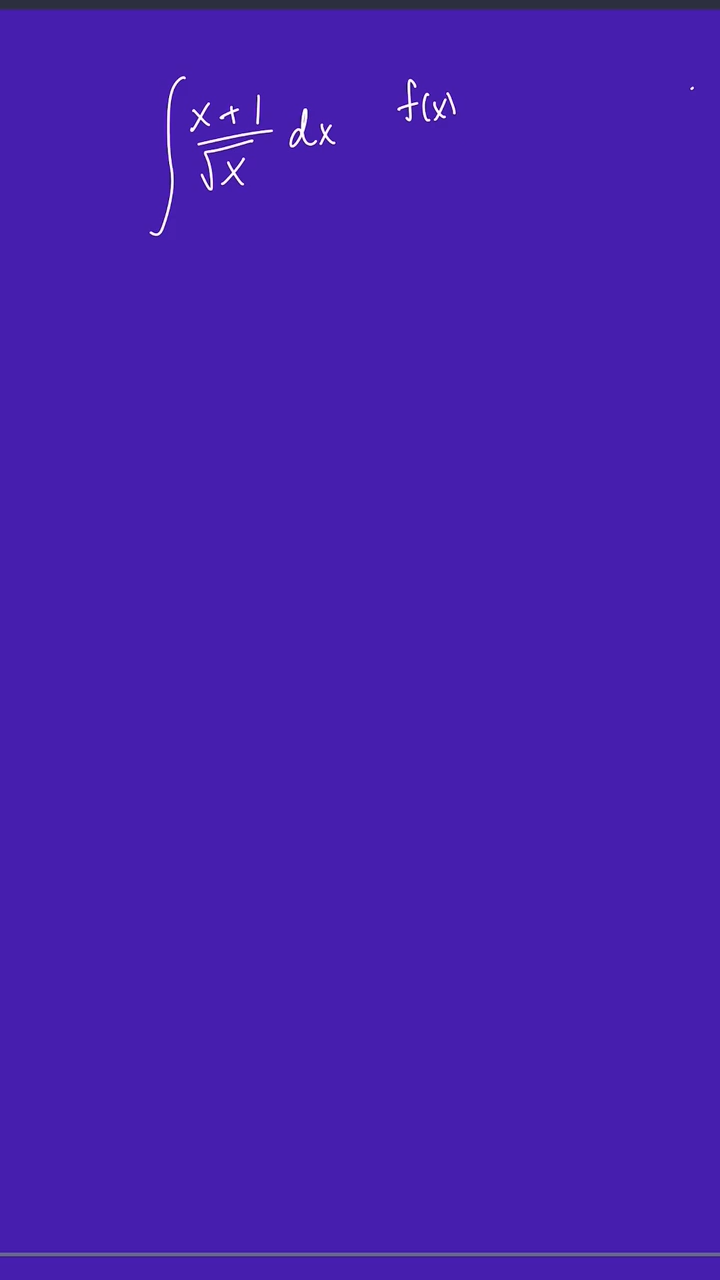 ∫ (x+1)/√x dx f(x)